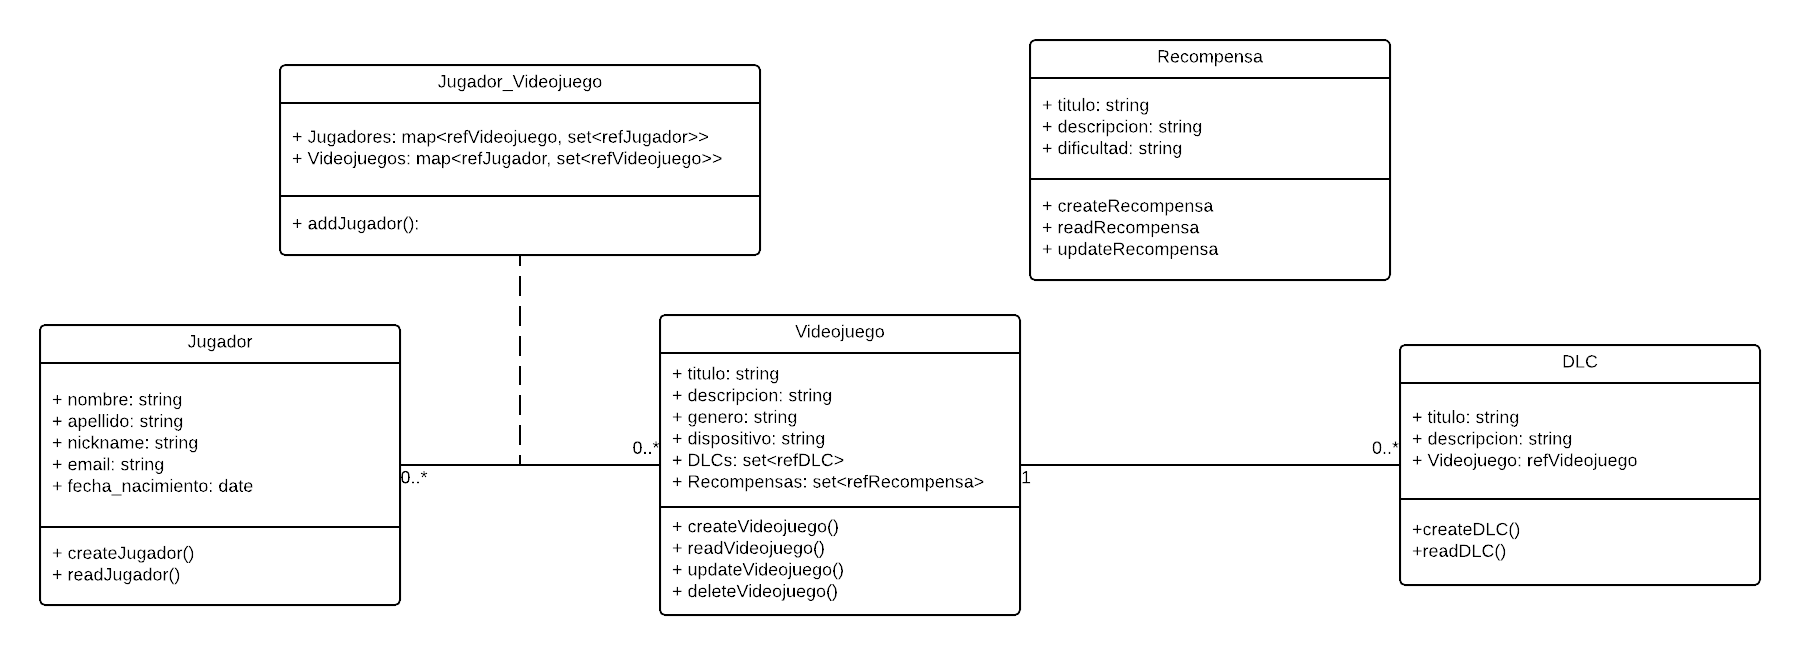 Jugador_Videojuego
+ Jugadores: map<refVideojuego, set<refJugador>>
+ Videojuegos: map<refJugador, set<refVideojuego>>
+ addJugador():
Recompensa
+ titulo: string
+ descripcion: string
+ dificultad: string
+ createRecompensa
+ readRecompensa
+ updateRecompensa
Jugador
+ nombre: string
+ apellido: string
+ nickname: string
+ email: string
+ fecha_nacimiento: date
+ createJugador()
+ readJugador()
0..*
0..*
Videojuego
+ titulo: string
+ descripcion: string
+ genero: string
+ dispositivo: string
+ DLCs: set<refDLC>
+ Recompensas: set<refRecompensa>
+ createVideojuego()
+ readVideojuego()
+ updateVideojuego()
+ deleteVideojuego()
1
0..*
DLC
+ titulo: string
+ descripcion: string
+ Videojuego: refVideojuego
+createDLC()
+readDLC()